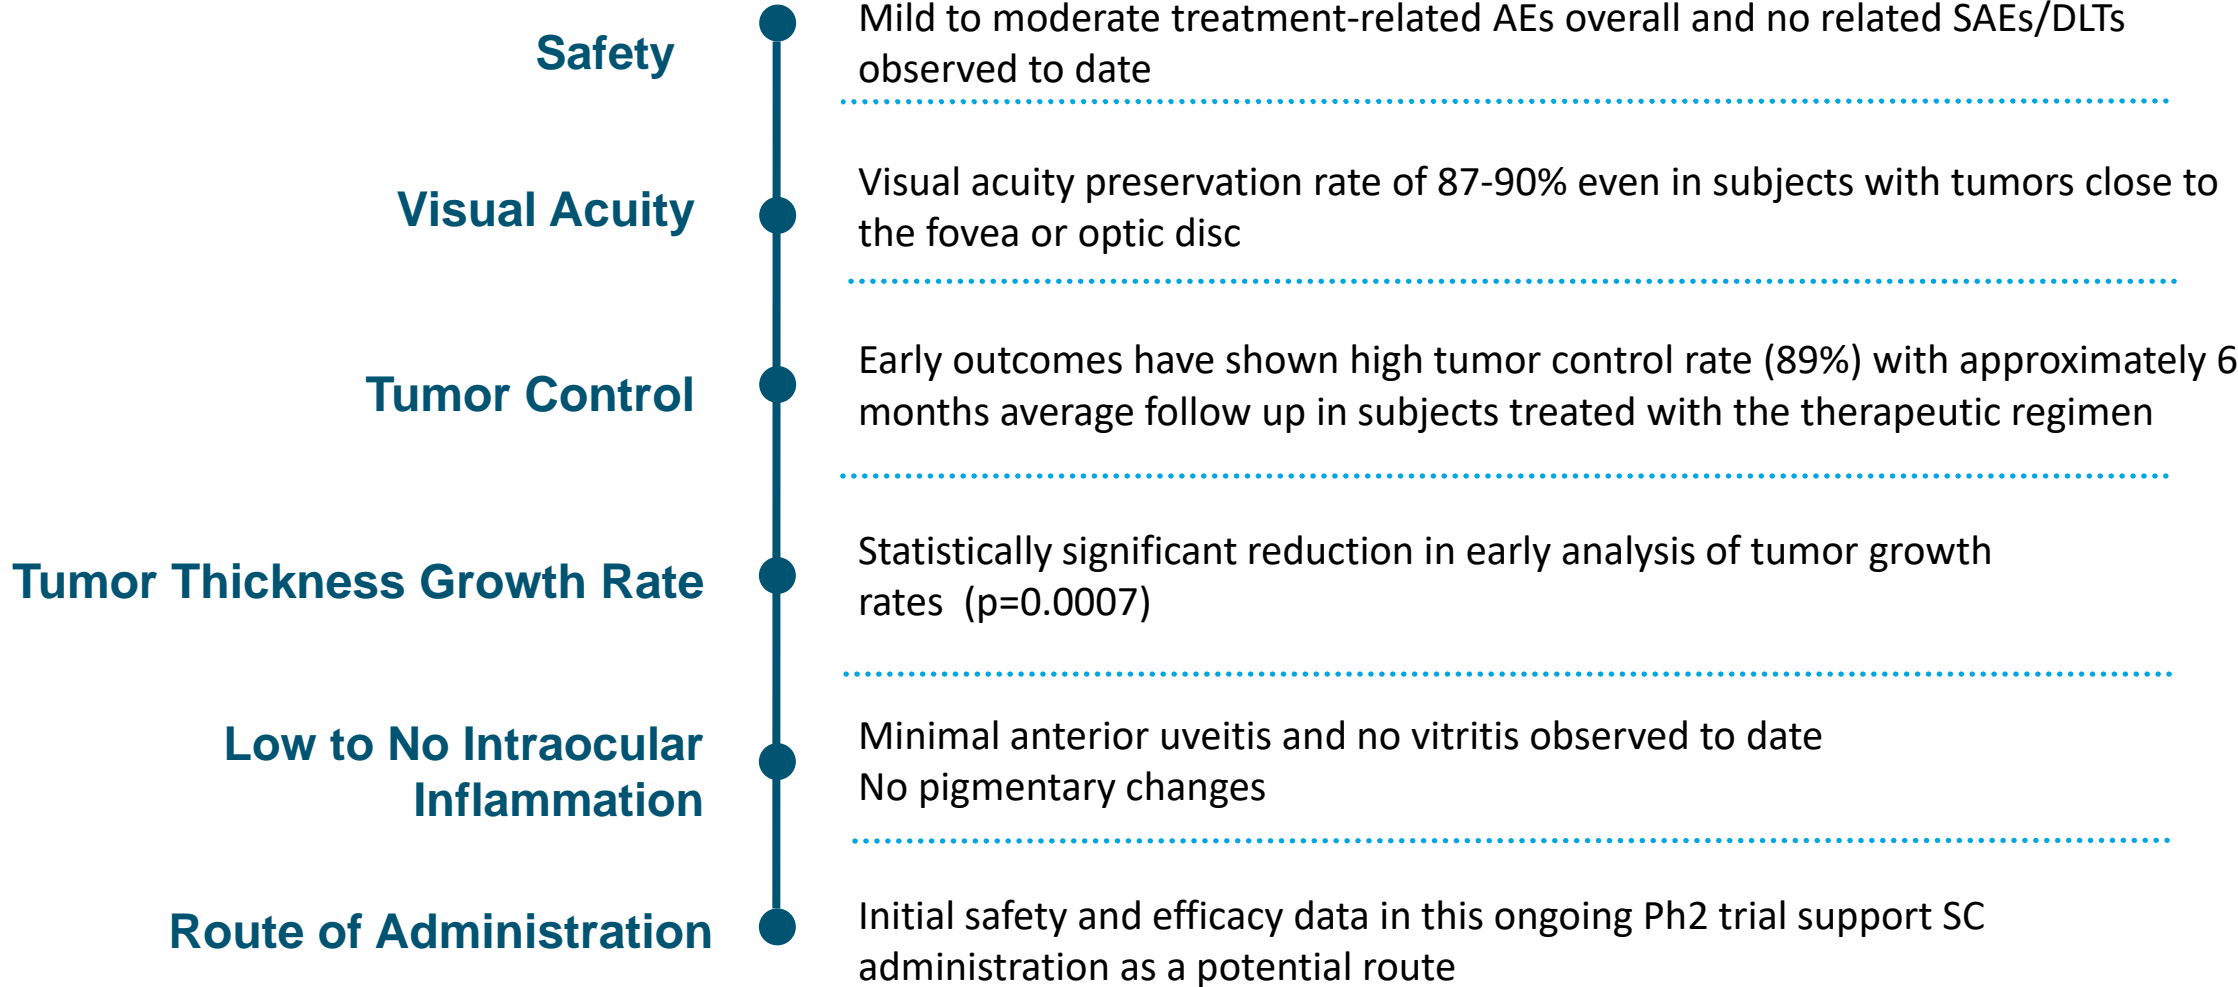 Safety
Mild to moderate treatment-related AEs overall and no related SAEs/DLTs
observed to date
Visual Acuity
Visual acuity preservation rate of 87-90% even in subjects with tumors close to
the fovea or optic disc
Tumor Control
Early outcomes have shown high tumor control rate (89%) with approximately 6
months average follow up in subjects treated with the therapeutic regimen
Tumor Thickness Growth Rate
Statistically significant reduction in early analysis of tumor growth
rates (p=0.0007)
Low to No Intraocular
Inflammation
Minimal anterior uveitis and no vitritis observed to date
No pigmentary changes
Route of Administration
Initial safety and efficacy data in this ongoing Ph2 trial support SC
administration as a potential route